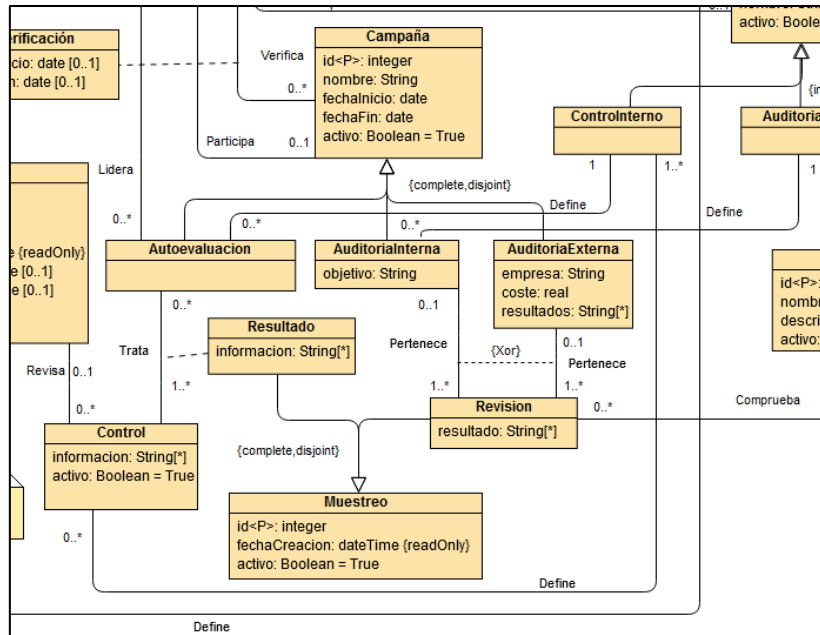 0..1
activo: Boolea
erificación
cio: date [0..1]
n: date [0..1]
Verifica
0..*
Campaña
id<P>: integer
nombre: String
fechaInicio: date
fechaFin: date
activo: Boolean = True
Participa
0..1
ControlInterno
{in
Auditoria
1
1..*
1
Lidera
0..*
{complete,disjoint}
Define
0..*
0..*
Define
e {readOnly}
e [0..1]
e [0..1]
Autoevaluacion
AuditoriaInterna
objetivo: String
AuditoriaExterna
empresa: String
coste: real
resultados: String[*]
id<P>:
nombr
descri
activo:
0..*
0..1
0..1
Resultado
informacion: String[*]
Trata
Pertenece
{Xor}
Pertenece
Revisa
0..1
0..*
1..*
1..*
1..*
0..*
Comprueba
Revision
resultado: String[*]
Control
informacion: String[*]
activo: Boolean = True
{complete,disjoint}
Muestreo
id<P>: integer
fechaCreacion: dateTime {readOnly}
activo: Boolean = True
0..*
Define
Define